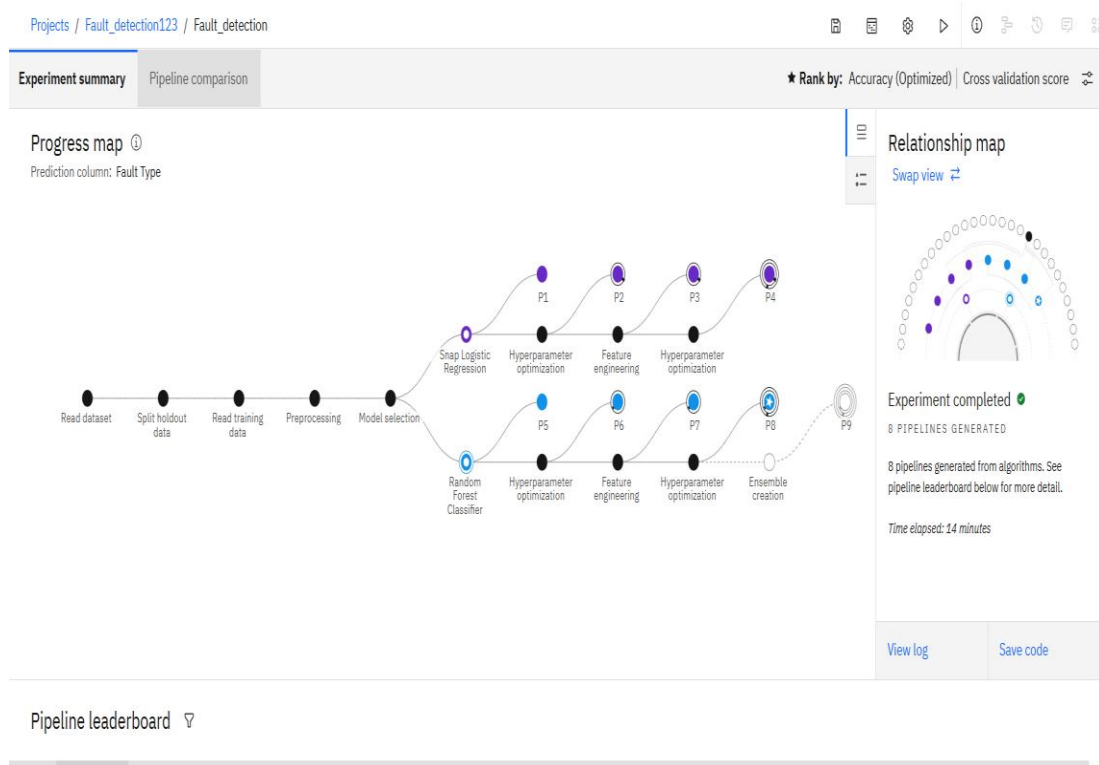 Projects / Fault_detection123 / Fault_detection
Experiment summary
Pipeline comparison
★ Rank by: Accuracy (Optimized) | Cross validation score
Progress map
Prediction column: Fault Type
P1
P2
P3
P4
Snap Logistic
Regression
Hyperparameter
optimization
Feature
engineering
Hyperparameter
optimization
Read dataset
Split holdout
data
Read training
data
Preprocessing
Model selection
P5
P6
P7
P8
P9
Random
Forest
Classifier
Hyperparameter
optimization
Feature
engineering
Hyperparameter
optimization
Ensemble
creation
Relationship map
Swap view
Experiment completed
8 PIPELINES GENERATED
8 pipelines generated from algorithms. See
pipeline leaderboard below for more detail.
Time elapsed: 14 minutes
View log
Save code
Pipeline leaderboard